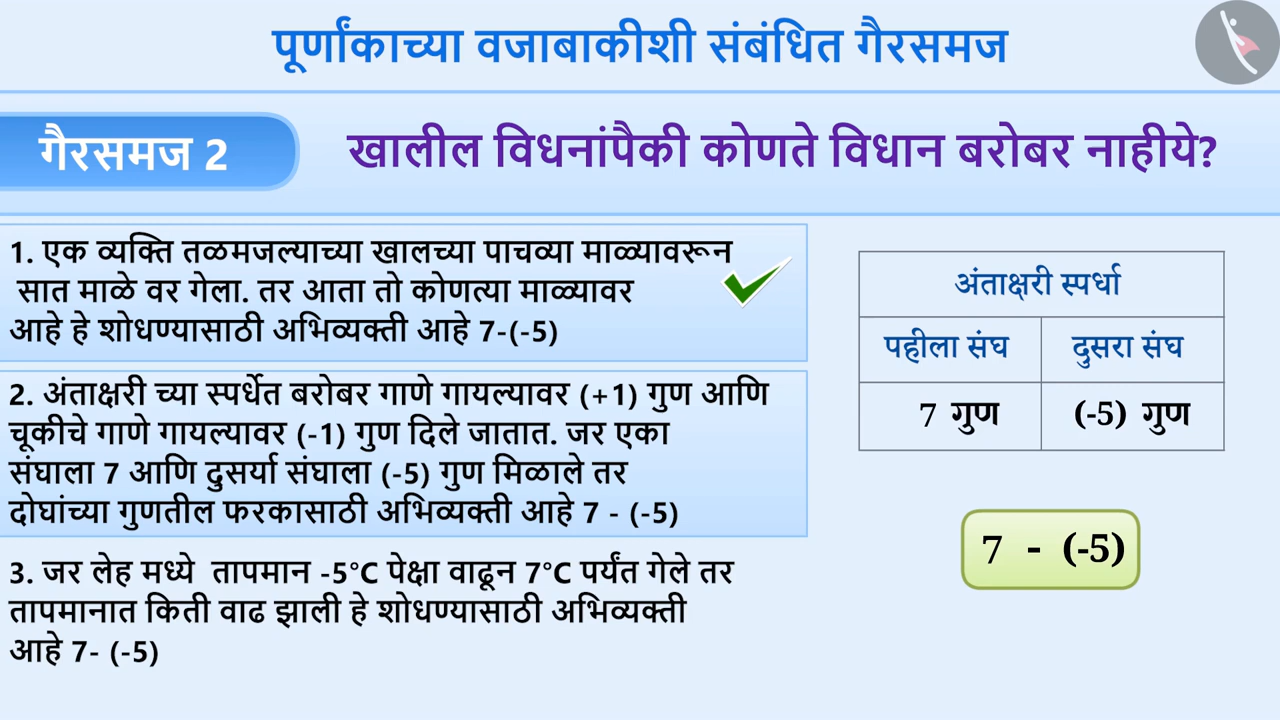 पूर्णांकाच्या वजाबाकीशी संबंधित गैरसमज
गैरसमज 2
खालील विधनांपैकी कोणते विधान बरोबर नाहीये?
1. एक व्यक्ति तळमजल्याच्या खालच्या पाचव्या माळ्यावरून
सात माळे वर गेला. तर आता तो कोणत्या माळ्यावर
आहे हे शोधण्यासाठी अभिव्यक्ती आहे 7-(-5)
2. अंताक्षरी च्या स्पर्धेत बरोबर गाणे गायल्यावर (+1) गुण आणि
चूकीचे गाणे गायल्यावर (-1) गुण दिले जातात. जर एका
संघाला 7 आणि दुसर्या संघाला (-5) गुण मिळाले तर
दोघांच्या गुणतील फरकासाठी अभिव्यक्ती आहे 7 - (-5)
3. जर लेह मध्ये तापमान -5°C पेक्षा वाढून 7°C पर्यंत गेले तर
तापमानात किती वाढ झाली हे शोधण्यासाठी अभिव्यक्ती
आहे 7- (-5)
अंताक्षरी स्पर्धा
पहीला संघ दुसरा संघ
7 गुण (-5) गुण
7 - (-5)